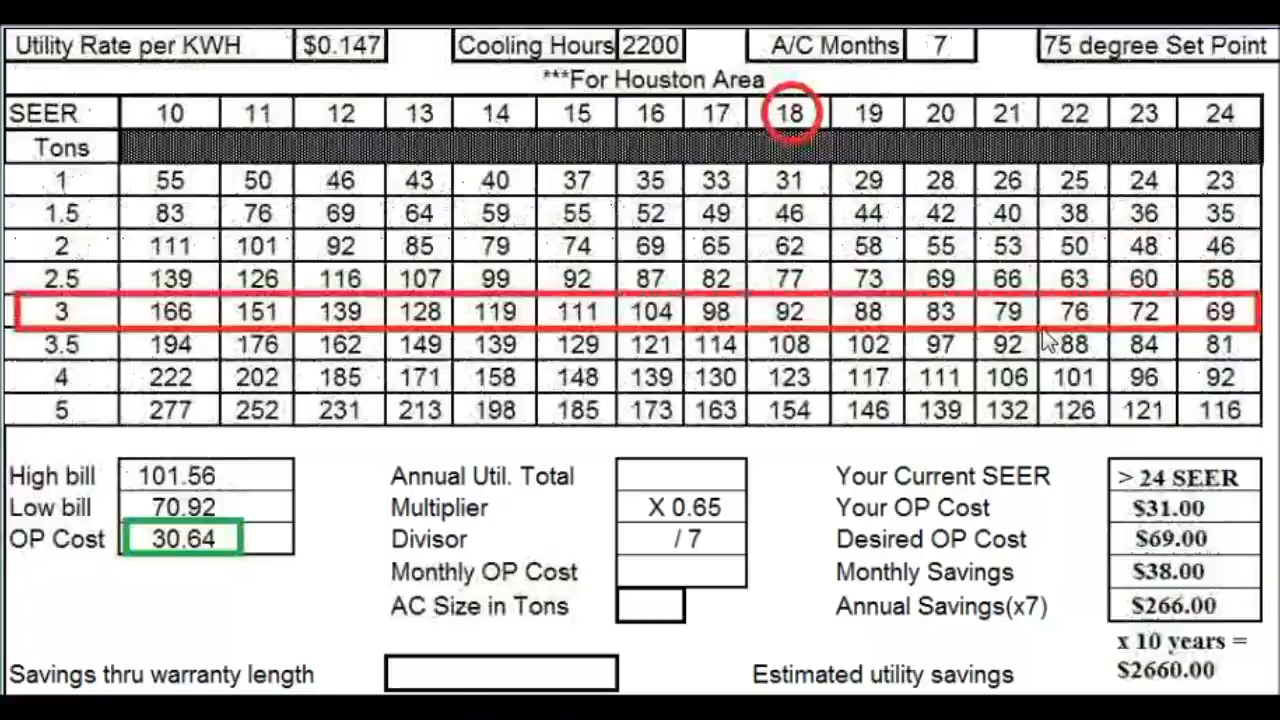 Utility Rate per KWH $0.147 Cooling Hours 2200 A/C Months 7 75 degree Set Point
***For Houston Area
SEER 10 11 12 13 14 15 16 17 18 19 20 21 22 23 24
Tons
1 55 50 46 43 40 37 35 33 31 29 28 26 25 24 23
1.5 83 76 69 64 59 55 52 49 46 44 42 40 38 36 35
2 111 101 92 85 79 74 69 65 62 58 55 53 50 48 46
2.5 139 126 116 107 99 92 87 82 77 73 69 66 63 60 58
3 166 151 139 128 119 111 104 98 92 88 83 79 76 72 69
3.5 194 176 162 149 139 129 121 114 108 102 97 92 88 84 81
4 222 202 185 171 158 148 139 130 123 117 111 106 101 96 92
5 277 252 231 213 198 185 173 163 154 146 139 132 126 121 116
High bill 101.56 Annual Util. Total Your Current SEER > 24 SEER
Low bill 70.92 Multiplier X 0.65 Your OP Cost $31.00
OP Cost 30.64 Divisor / 7 Desired OP Cost $69.00
Monthly OP Cost Monthly Savings $38.00
AC Size in Tons Annual Savings(x7) $266.00
x 10 years =
Savings thru warranty length Estimated utility savings $2660.00